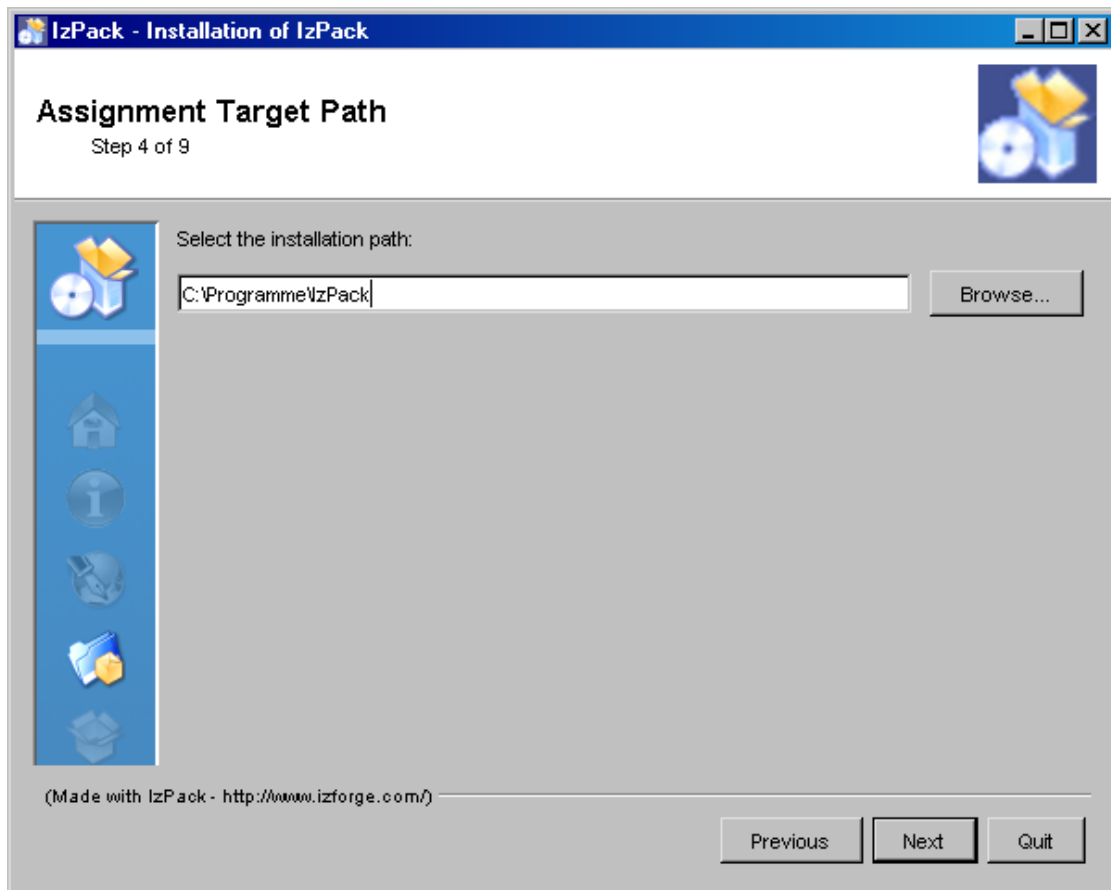 IzPack - Installation of IzPack
Assignment Target Path
Step 4 of 9
Select the installation path:
C:\Programme\IzPack
Browse...
(Made with IzPack - http://www.izforge.com/)
Previous
Next
Quit